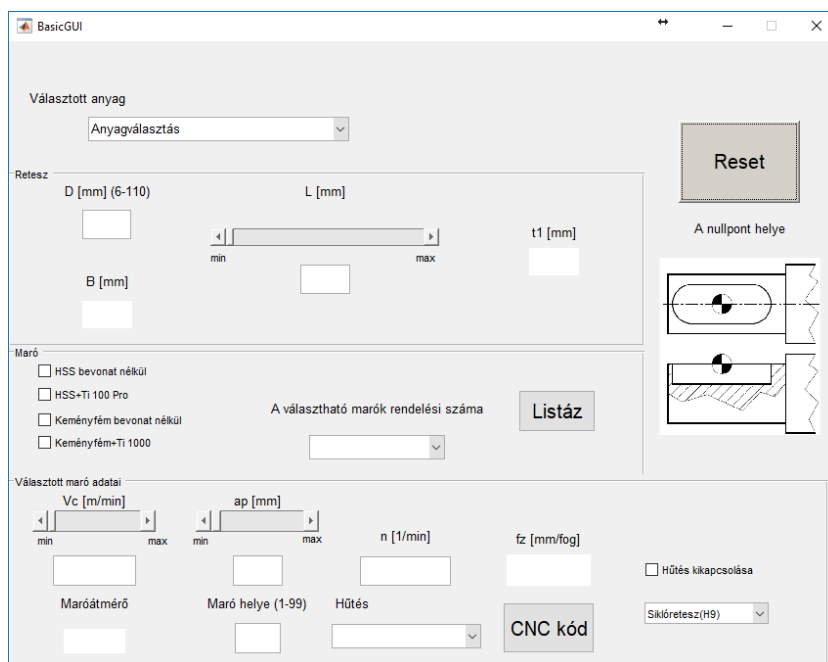 BasicGUI
Választott anyag
Anyagválasztás
Reset
Retesz
D [mm] (6-110)
L [mm]
t1 [mm]
A nullpont helye
min
max
B [mm]
Maró
HSS bevonat nélkül
HSS+Ti 100 Pro
Keményfém bevonat nélkül
Keményfém+Ti 1000
A választható marók rendelési száma
Listáz
Választott maró adatai
Vc [m/min]
ap [mm]
min
max
min
max
n [1/min]
fz [mm/fog]
Hűtés kikapcsolása
Maróátmérő
Maró helye (1-99)
Hűtés
CNC kód
Siklóretesz(H9)